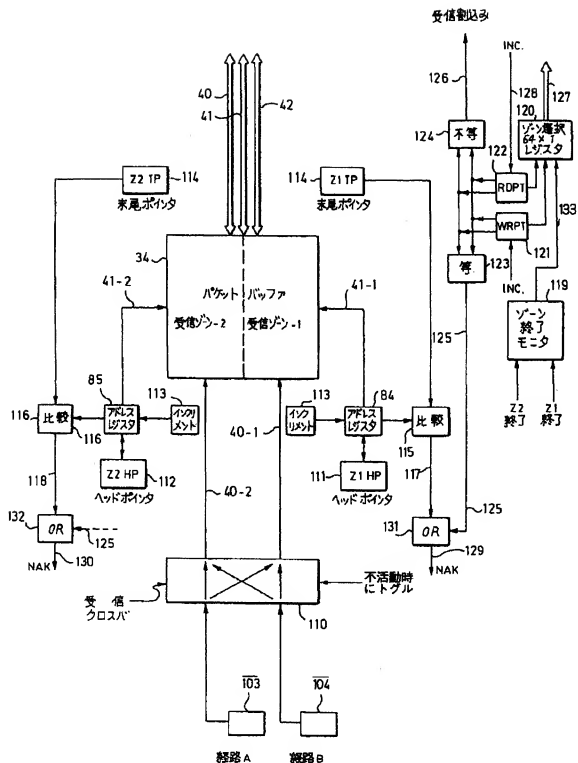 受信割込み
126
INC.
128
127
120
ゾーン選択
64×1
レジスタ
124
不等
122
RDPT
133
WRPT
121
等
123
INC.
119
ゾーン
終了
モニタ
Z2
終了
Z1終了
125
40
41
42
Z2 TP
114
末尾ポインタ
114
Z1 TP
末尾ポインタ
34
パケット
バッファ
受信ゾーン-2
受信ゾーン-1
41-2
41-1
85
113
アドレス
レジスタ
インク
リメント
116
比較
116
113
インク
リメント
84
アドレス
レジスタ
比較
115
Z2 HP
112
ヘッドポインタ
111
Z1 HP
ヘッドポインタ
40-1
40-2
118
117
125
132
OR
125
130
NAK
131
OR
129
NAK
受信
クロスバ
110
不活動時
にトグル
103
104
経路A
経路B